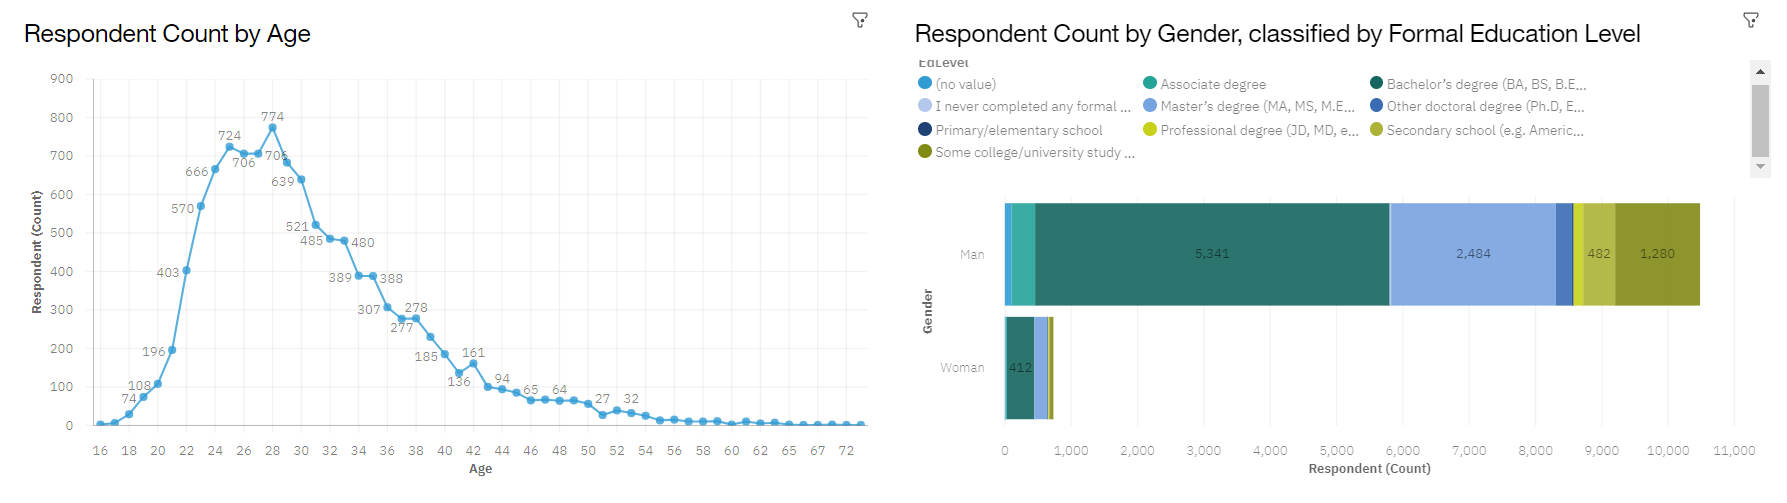 Respondent Count by Age
900
800
700
600
500
400
300
200
100
0
Respondent (Count)
74
108
196
403
570
666
724
706
774
706
639
521
485
480
389
388
307
277
278
185
136
161
94
65
64
27
32
16 18 20 22 24 26 28 30 32 34 36 38 40 42 44 46 48 50 52 54 56 58 60 62 65 67 72
Age
Respondent Count by Gender, classified by Formal Education Level
EdLevel
(no value) Associate degree Bachelor's degree (BA, BS, B.E...
I never completed any formal ... Master's degree (MA, MS, M.E... Other doctoral degree (Ph.D, E...
Primary/elementary school Professional degree (JD, MD, e... Secondary school (e.g. Americ...
Some college/university study ...
Gender
Man 5,341 2,484 482 1,280
Woman 412
0 1,000 2,000 3,000 4,000 5,000 6,000 7,000 8,000 9,000 10,000 11,000
Respondent (Count)